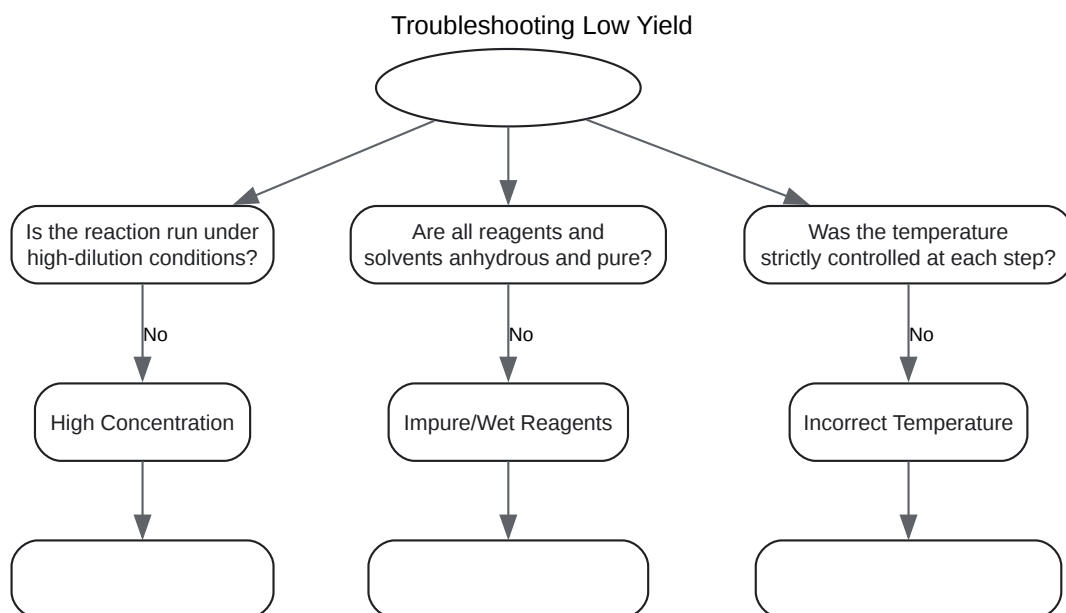 Troubleshooting Low Yield
Is the reaction run under
high-dilution conditions?
Are all reagents and
solvents anhydrous and pure?
Was the temperature
strictly controlled at each step?
No
No
No
High Concentration
Impure/Wet Reagents
Incorrect Temperature